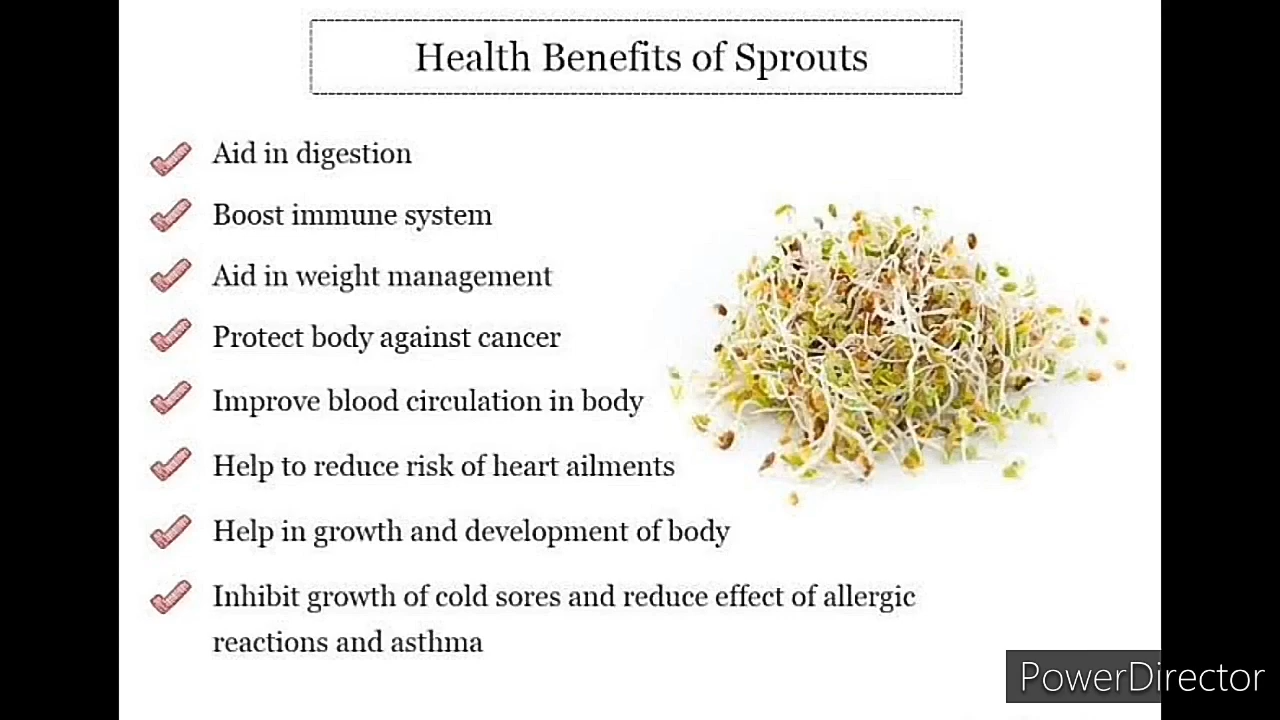 Health Benefits of Sprouts
Aid in digestion
Boost immune system
Aid in weight management
Protect body against cancer
Improve blood circulation in body
Help to reduce risk of heart ailments
Help in growth and development of body
Inhibit growth of cold sores and reduce effect of allergic
reactions and asthma
PowerDirector